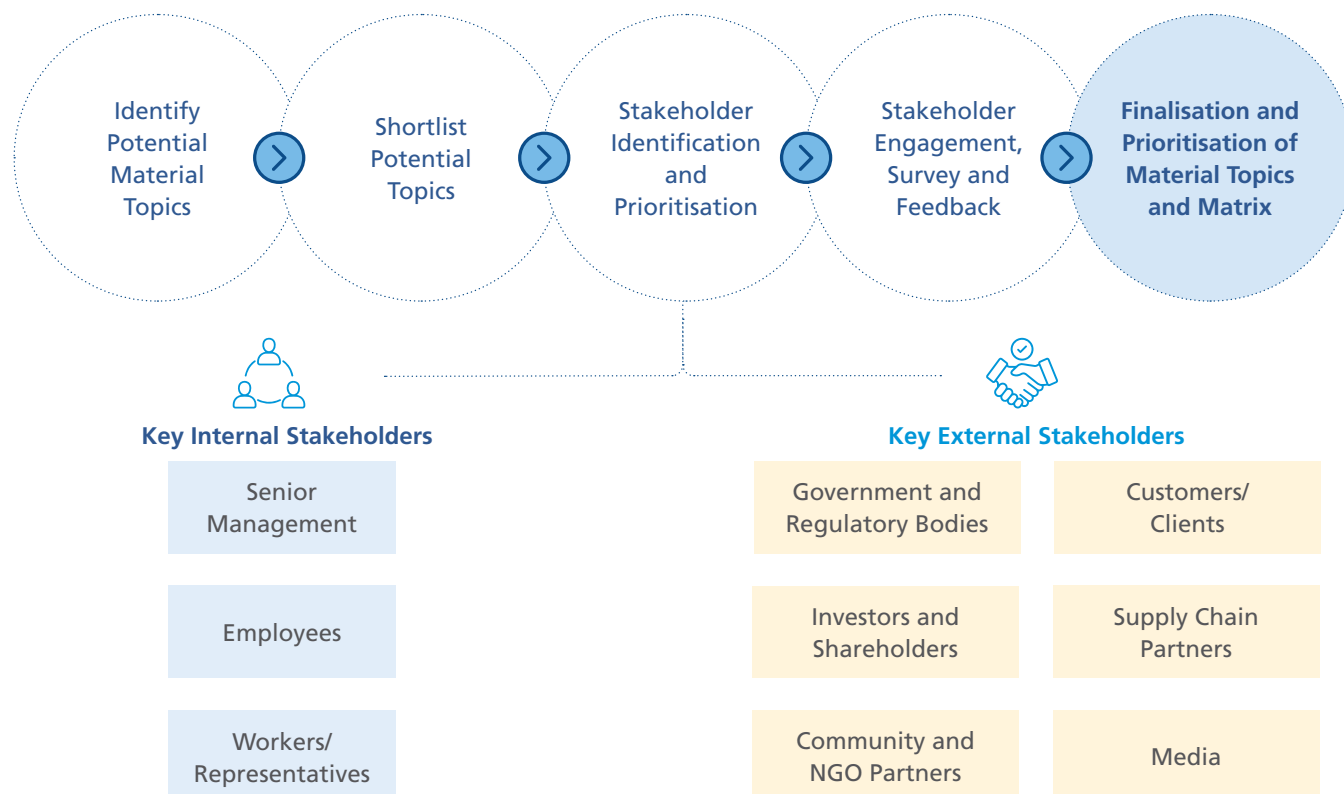 Identify
Potential
Material
Topics
Shortlist
Potential
Topics
Stakeholder
Identification
and
Prioritisation
Stakeholder
Engagement,
Survey and
Feedback
Finalisation and
Prioritisation of
Material Topics
and Matrix
Key Internal Stakeholders
Senior
Management
Employees
Workers/
Representatives
Key External Stakeholders
Government and
Regulatory Bodies
Customers/
Clients
Investors and
Shareholders
Supply Chain
Partners
Community and
NGO Partners
Media